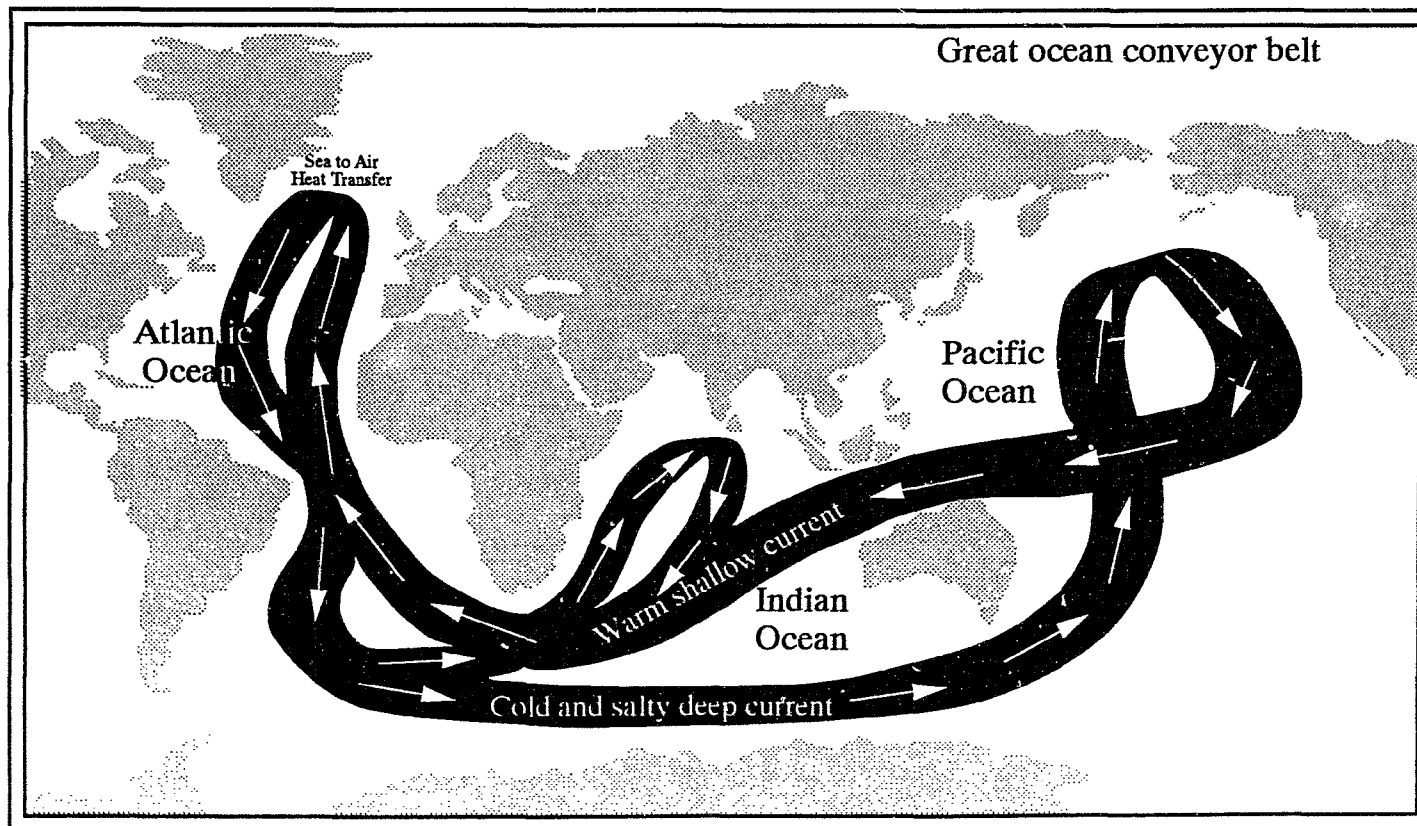 Great ocean conveyor belt
Sea to Air
Heat Transfer
Atlantic
Ocean
Pacific
Ocean
Warm shallow current
Indian
Ocean
Cold and salty deep current